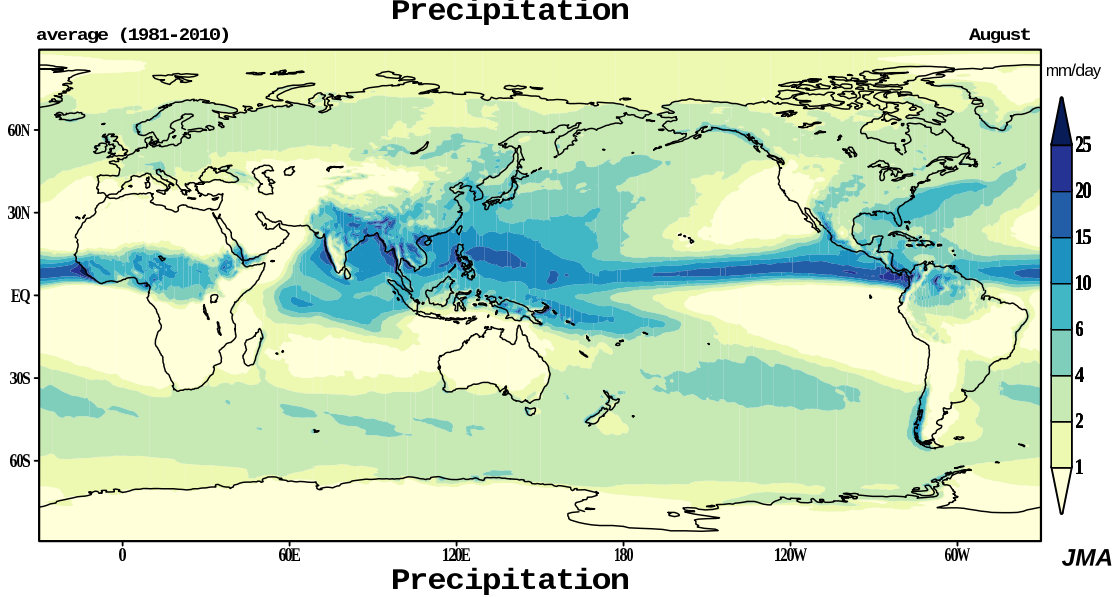 Precipitation
average (1981-2010)
August
mm/day
60N
30N
EQ
30S
60S
25
20
15
10
6
4
2
1
0 60E 120E 180 120W 60W
JMA
Precipitation